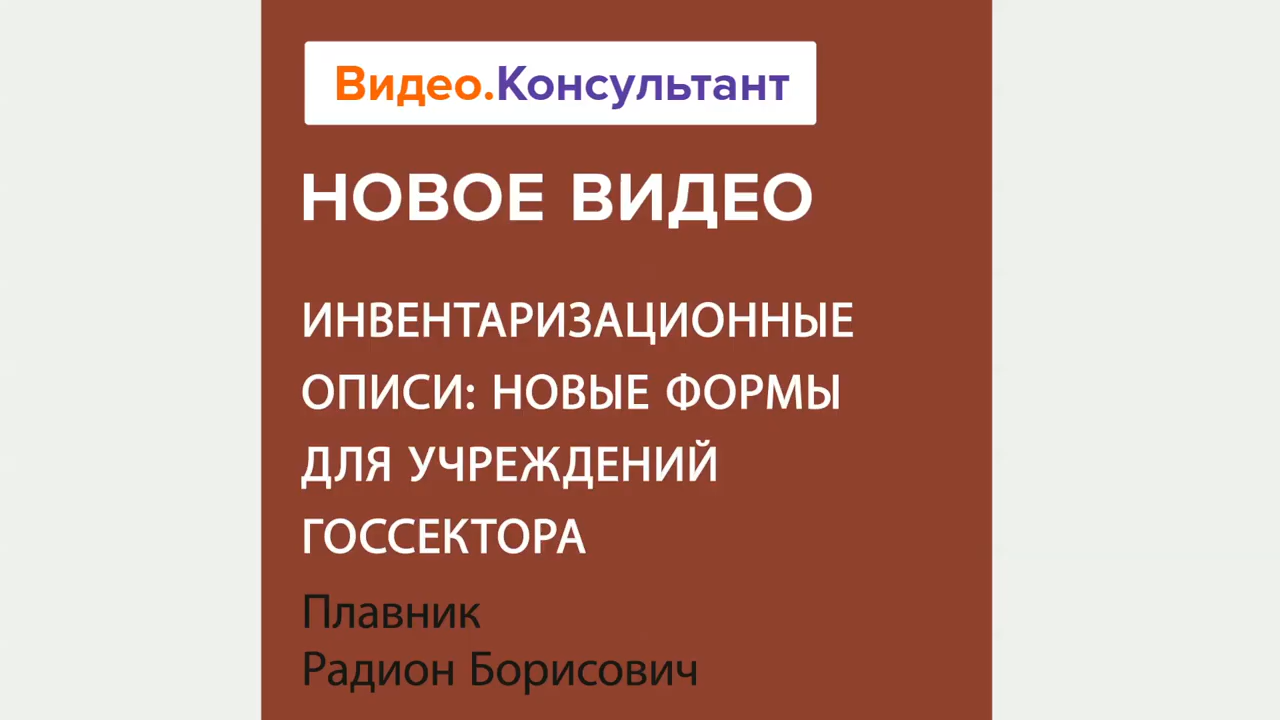 Видео.Консультант
НОВОЕ ВИДЕО
ИНВЕНТАРИЗАЦИОННЫЕ
ОПИСИ: НОВЫЕ ФОРМЫ
ДЛЯ УЧРЕЖДЕНИЙ
ГОССЕКТОРА
Плавник
Радион Борисович